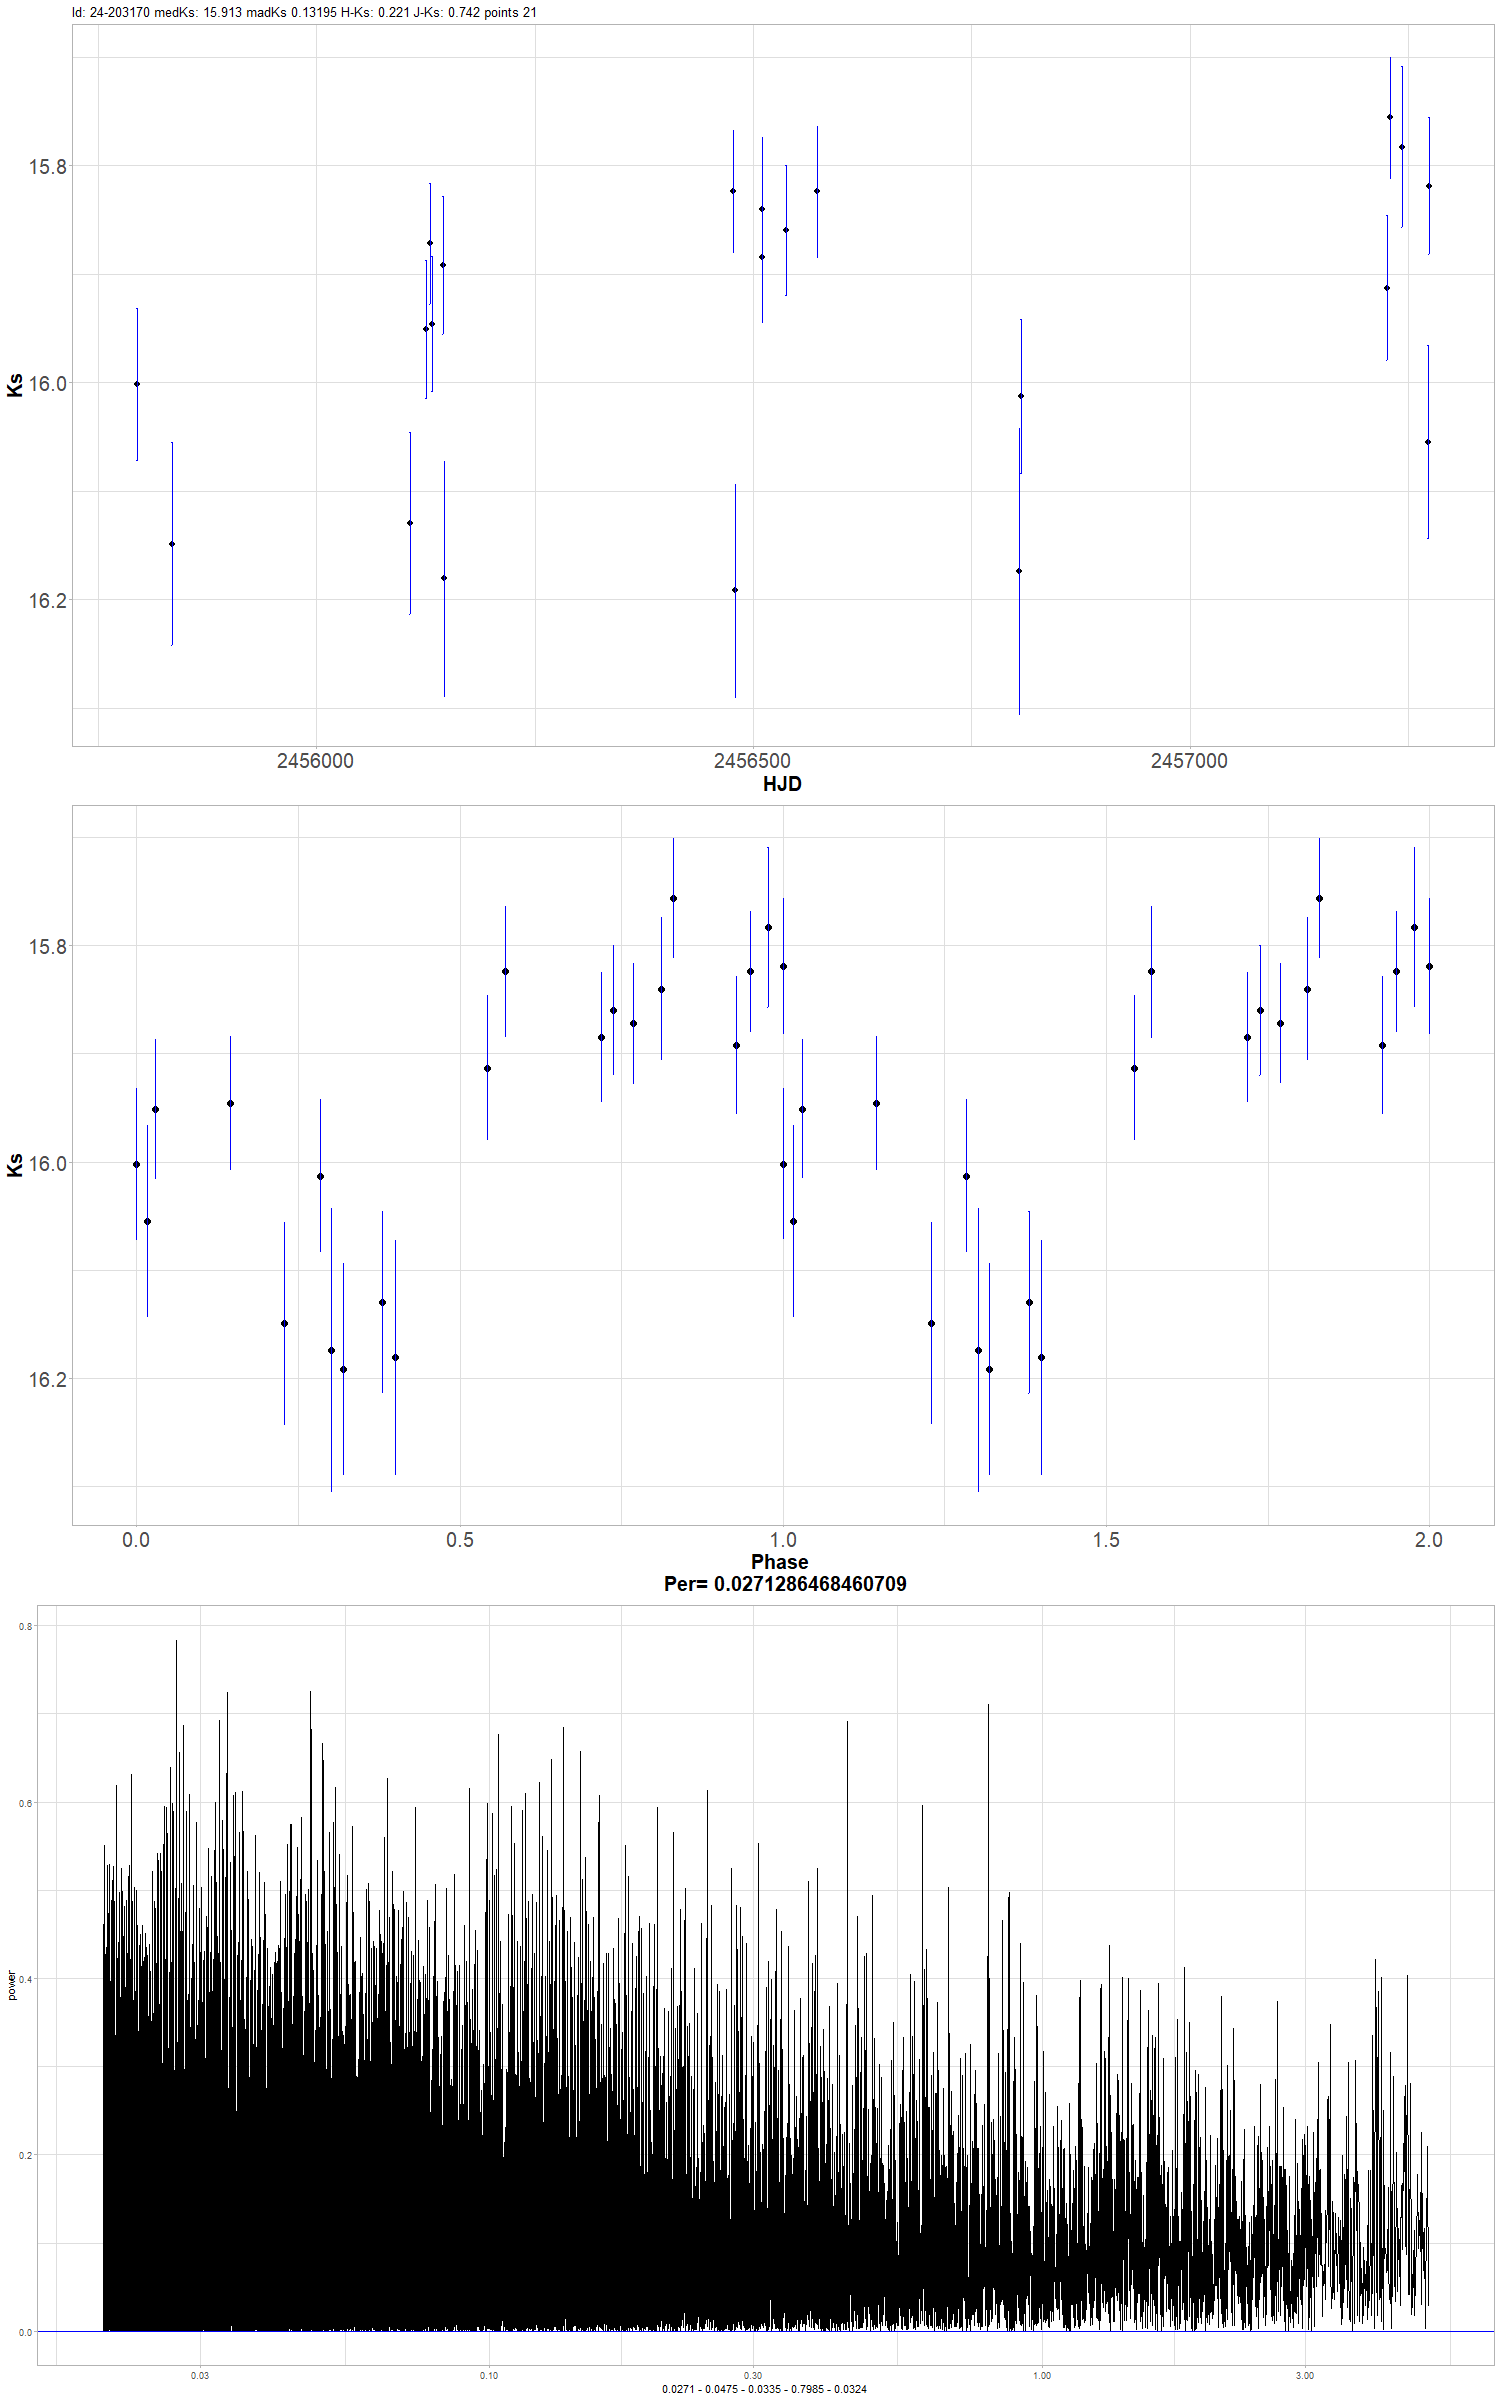 Id: 24-203170 medKs: 15.913 madKs 0.13195 H-Ks: 0.221 J-Ks: 0.742 points 21
15.8
16.0
16.2
Ks
2456000 2456500 2457000
HJD
15.8
16.0
16.2
Ks
0.0 0.5 1.0 1.5 2.0
Phase
Per= 0.0271286468460709
0.8
0.6
0.4
0.2
0.0
power
0.03 0.10 0.30 1.00 3.00
0.0271 - 0.0475 - 0.0335 - 0.7985 - 0.0324